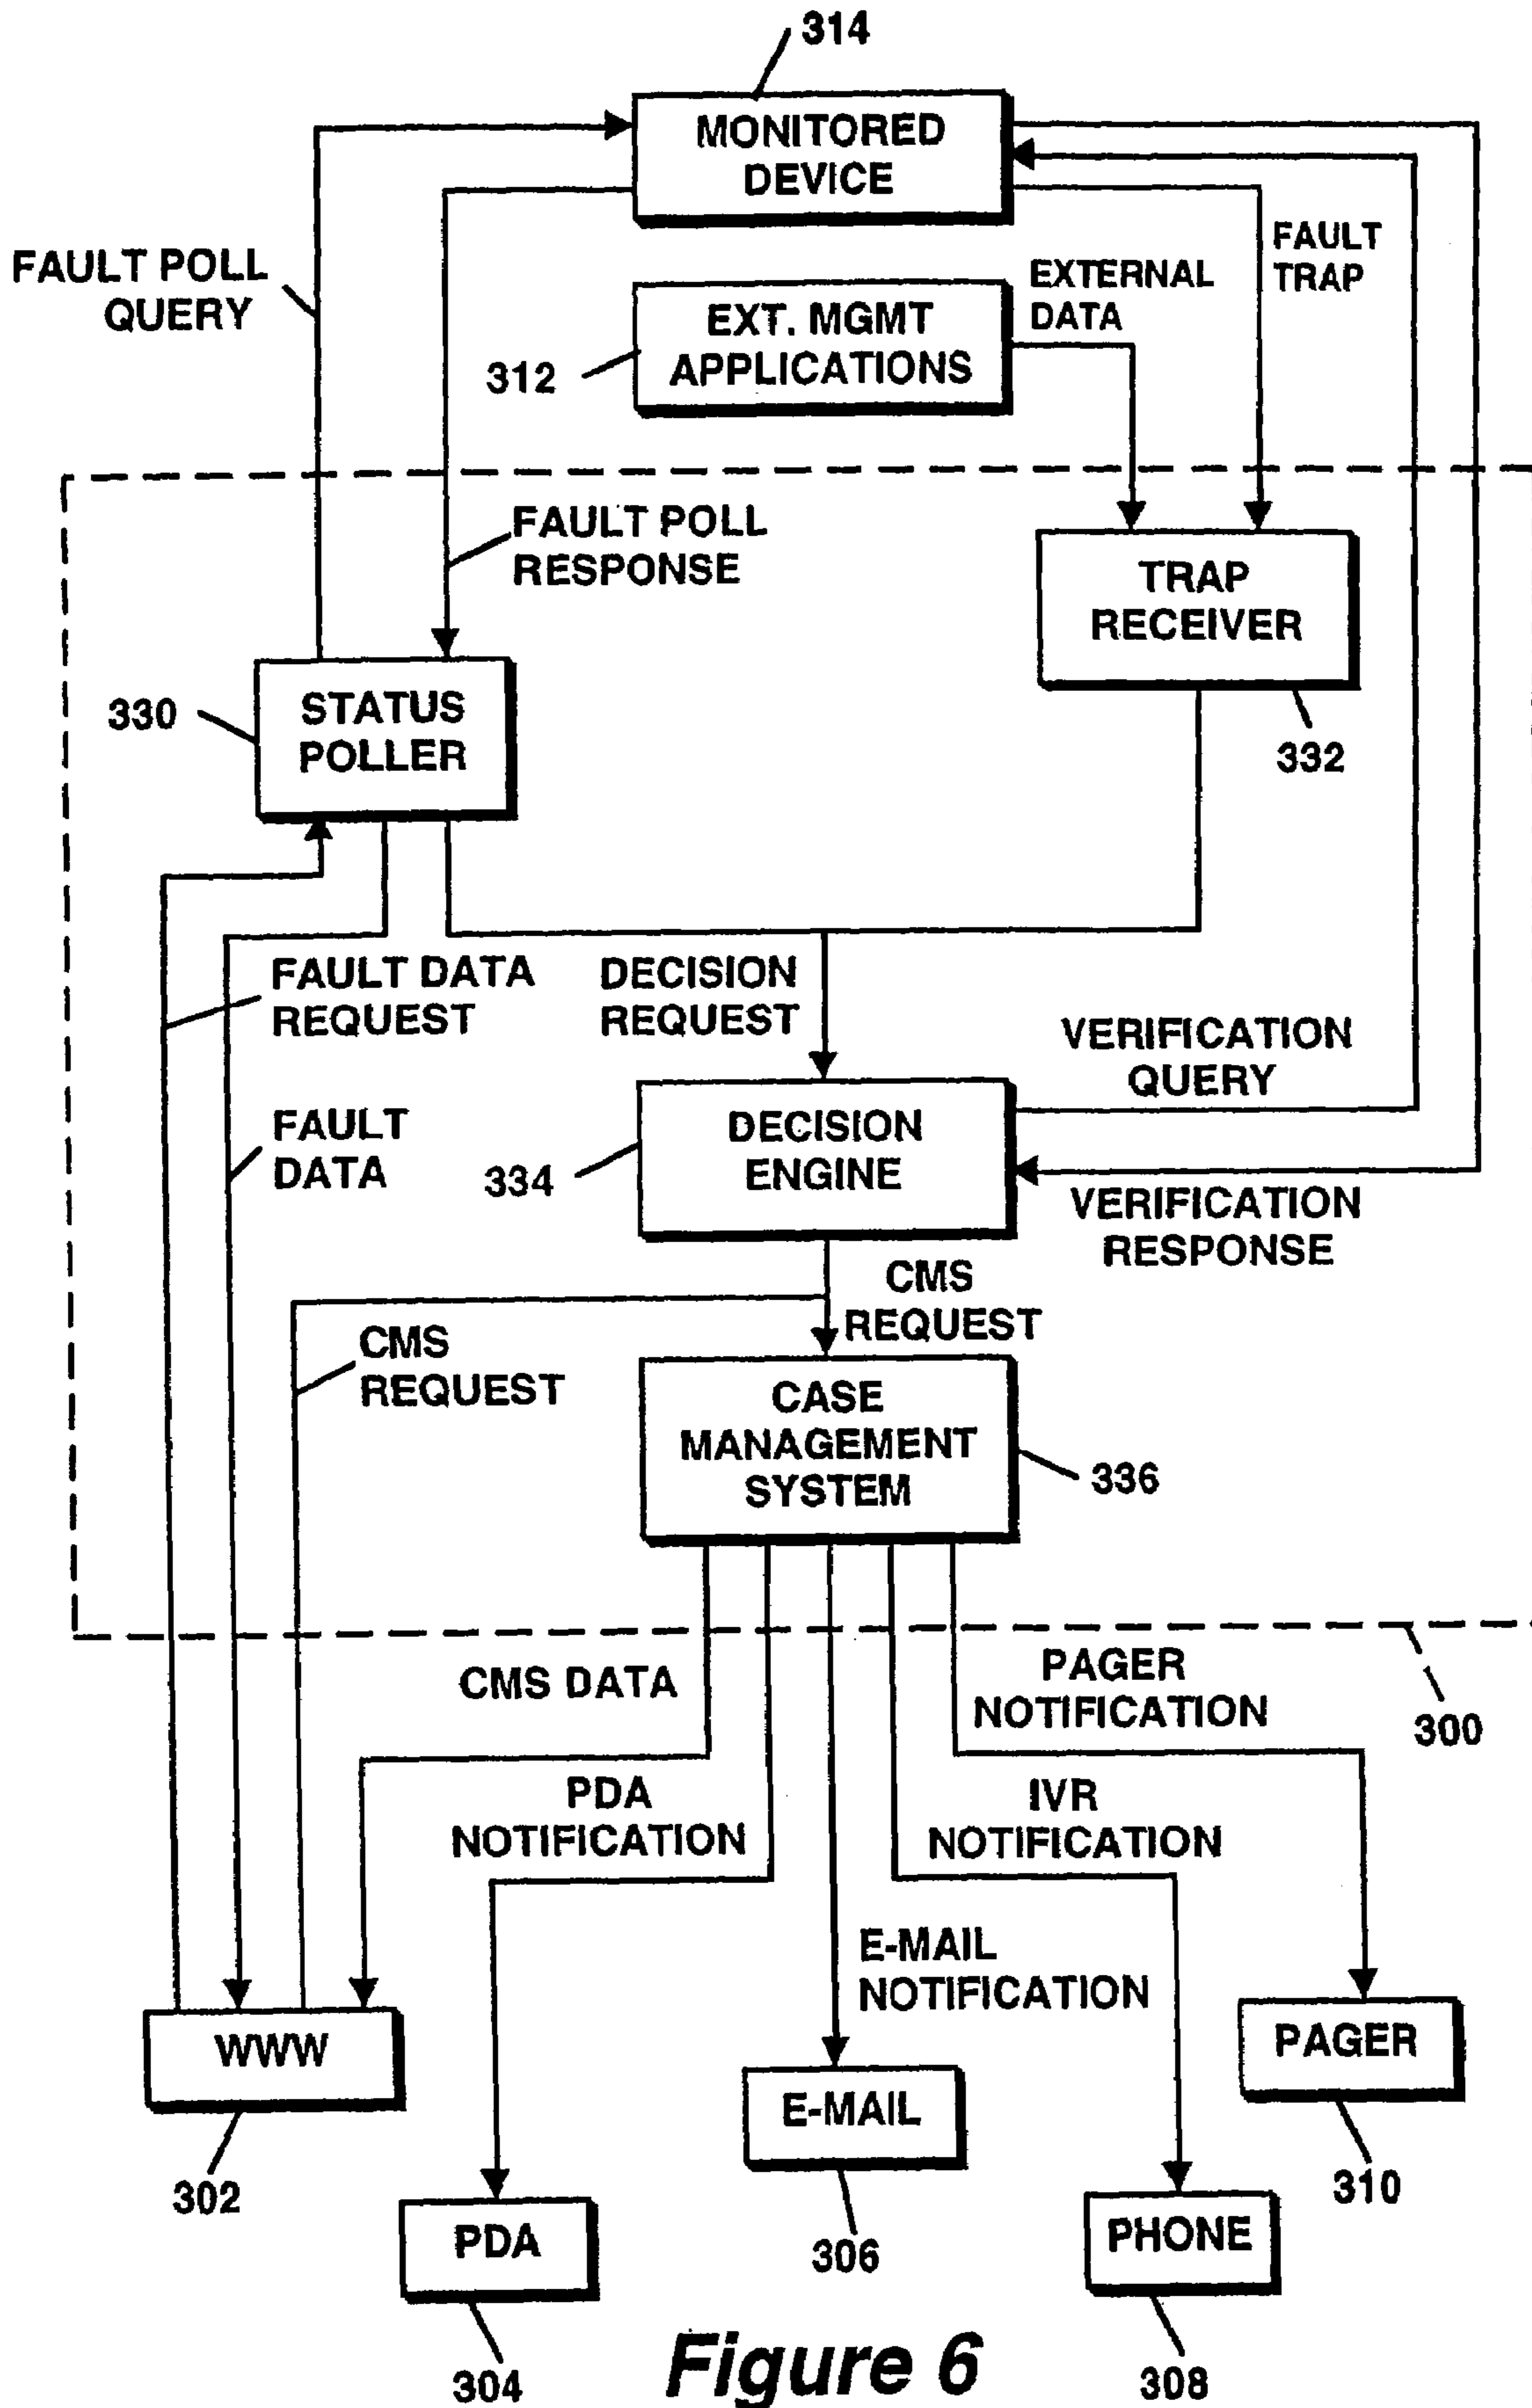 314
MONITORED
DEVICE
FAULT POLL
QUERY
FAULT
TRAP
EXTERNAL
DATA
EXT. MGMT
APPLICATIONS
312
FAULT POLL
RESPONSE
TRAP
RECEIVER
332
330
STATUS
POLLER
FAULT DATA
REQUEST
DECISION
REQUEST
VERIFICATION
QUERY
FAULT
DATA
DECISION
ENGINE
334
VERIFICATION
RESPONSE
CMS
REQUEST
CMS
REQUEST
CASE
MANAGEMENT
SYSTEM
336
CMS DATA
PAGER
NOTIFICATION
300
PDA
NOTIFICATION
IVR
NOTIFICATION
E-MAIL
NOTIFICATION
WWW
302
PAGER
310
E-MAIL
306
PDA
304
PHONE
308
Figure 6